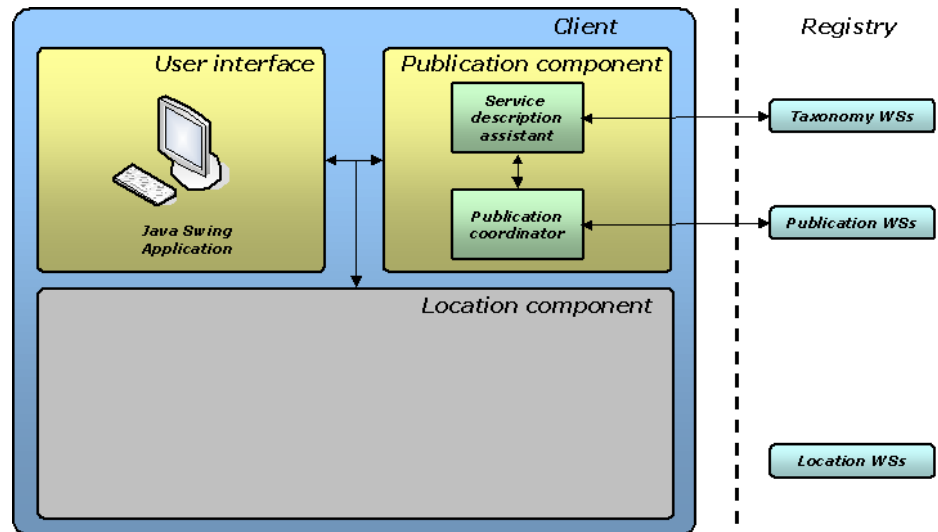 Client
Registry
User interface
Publication component
Service
description
assistant
Taxonomy WSs
Publication
coordinator
Publication WSs
Java Swing
Application
Location component
Location WSs